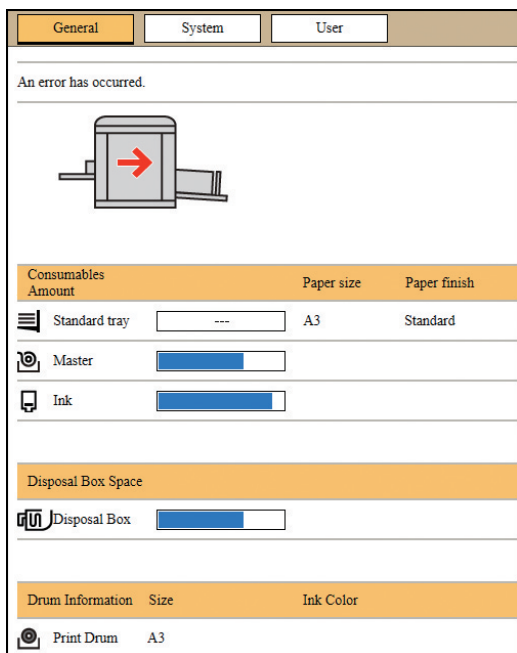 General System User
An error has occurred.
Consumables
Amount Paper size Paper finish
Standard tray --- A3 Standard
Master
Ink
Disposal Box Space
Disposal Box
Drum Information Size Ink Color
Print Drum A3